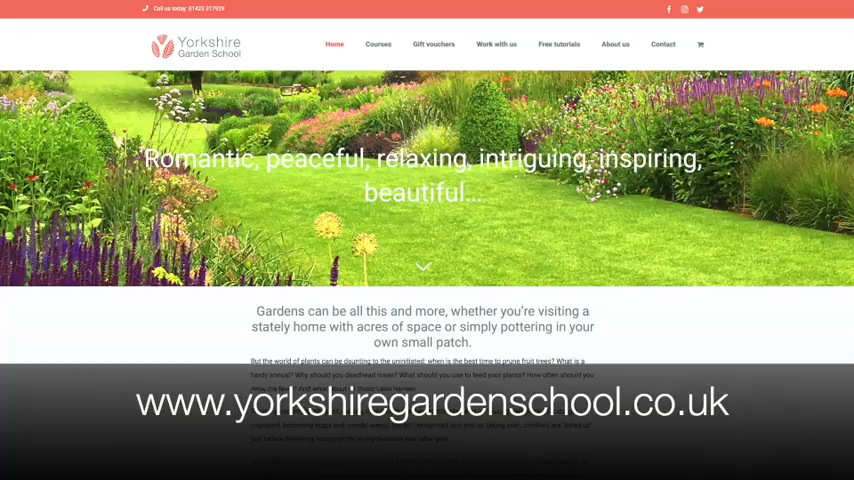 Call us today: 01423 317929
Yorkshire
Garden School
Home
Courses
Gift vouchers
Work with us
Free tutorials
About us
Contact
Romantic, peaceful, relaxing, intriguing, inspiring,
beautiful…
Gardens can be all this and more, whether you're visiting a
stately home with acres of space or simply pottering in your
own small patch.
But the world of plants can be daunting to the uninitiated: when is the best time to prune fruit trees? What is a
hardy annual? Why should you deadhead roses? What should you use to feed your plants? How often should you
www.yorkshiregardenschool.co.uk